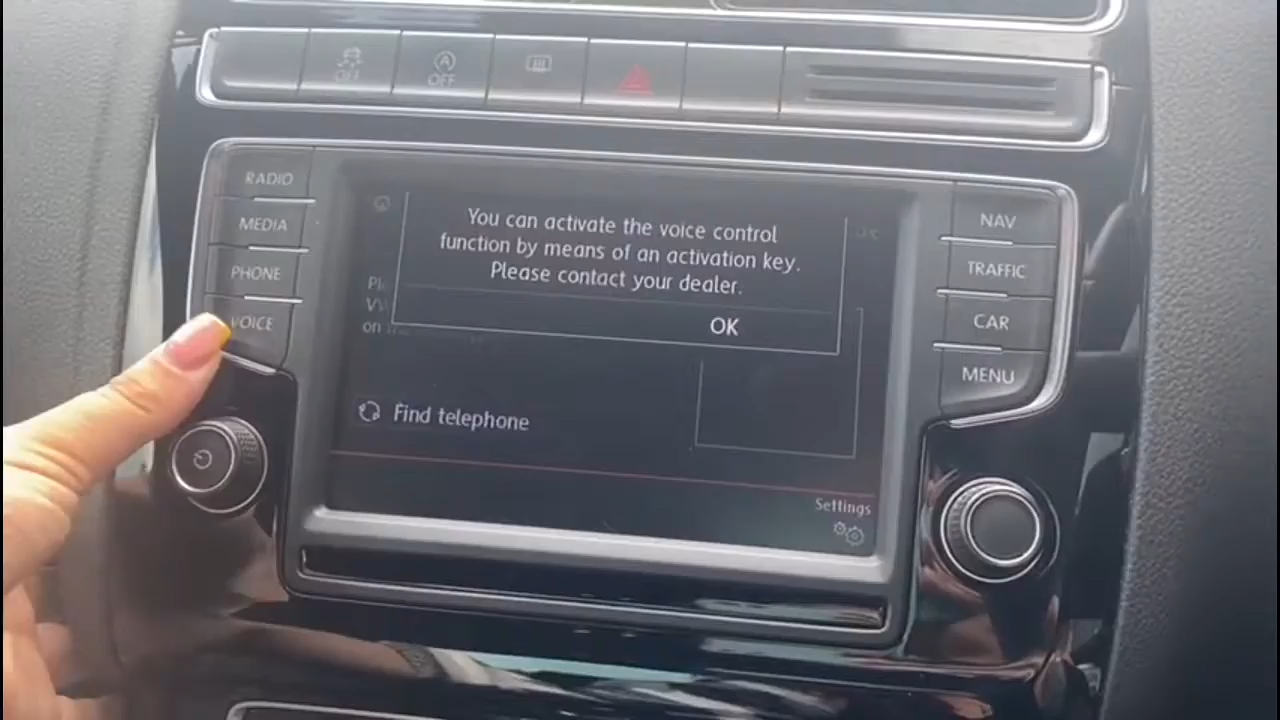 OFF
OFF
RADIO
MEDIA
PHONE
VOICE
You can activate the voice control
function by means of an activation key.
Please contact your dealer.
OK
on
Find telephone
Settings
NAV
TRAFFIC
CAR
MENU